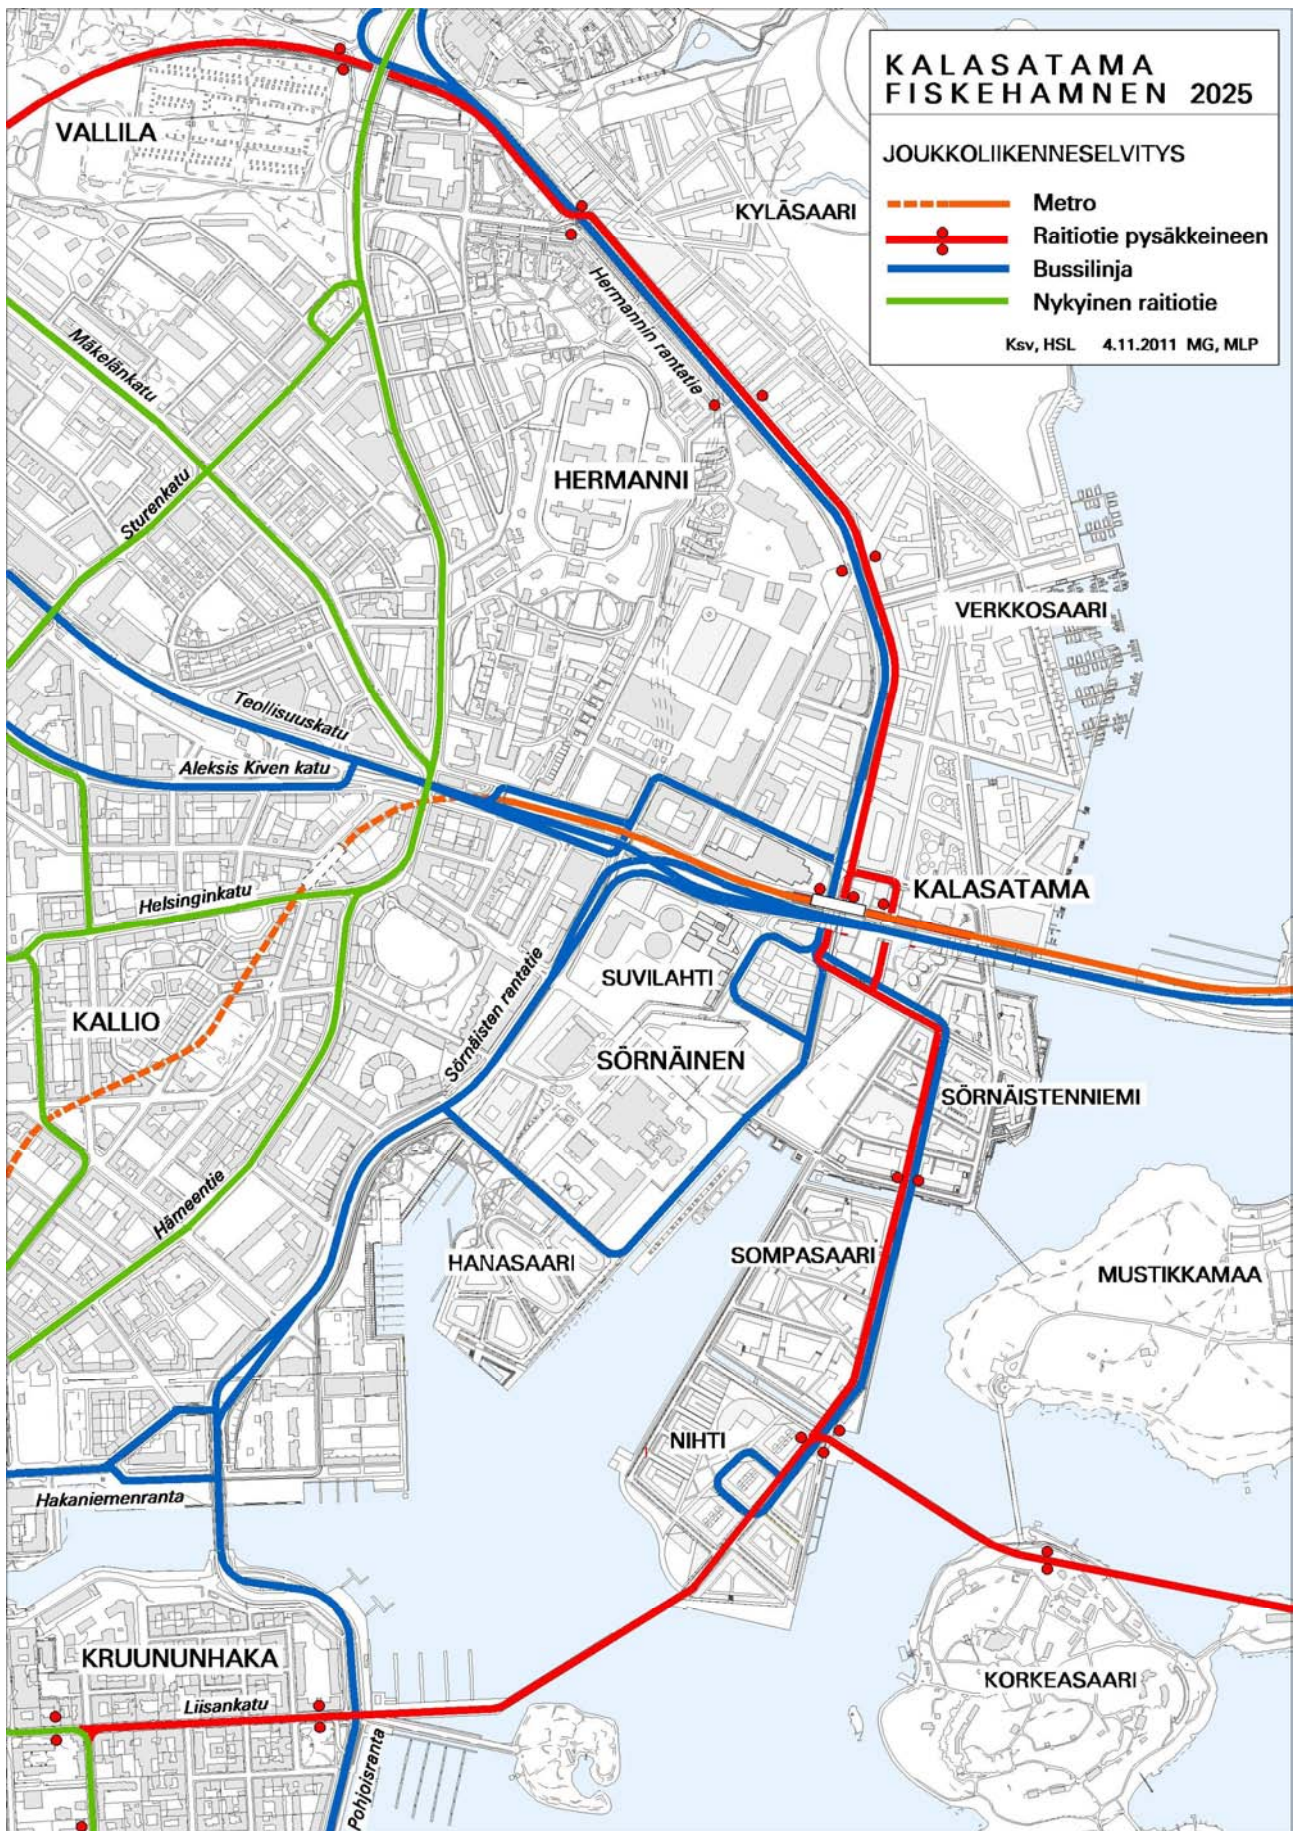 KALASATAMA
FISKEHAMNEN 2025
JOUKKOLIIKENNESELVITYS
Metro
Raitiotie pysäkkeineen
Bussilinja
Nykyinen raitiotie
Ksv, HSL 4.11.2011 MG, MLP
VALLILA
KYLÄSAARI
Hermannin rantatie
Mäkelänkatu
HERMANNI
Sturenkatu
VERKKOSAARI
Teollisuuskatu
Aleksis Kiven katu
Helsinginkatu
KALASATAMA
SUVILAHTI
KALLIO
Sörnäisten rantatie
SÖRNÄINEN
SÖRNÄISTENNIEMI
Hämeentie
HANASAARI
SOMPASAARI
MUSTIKKAMAA
NIHTI
Hakaniemenranta
KRUUNUNHAKA
Liisankatu
KORKEASAARI
Pohjoisranta